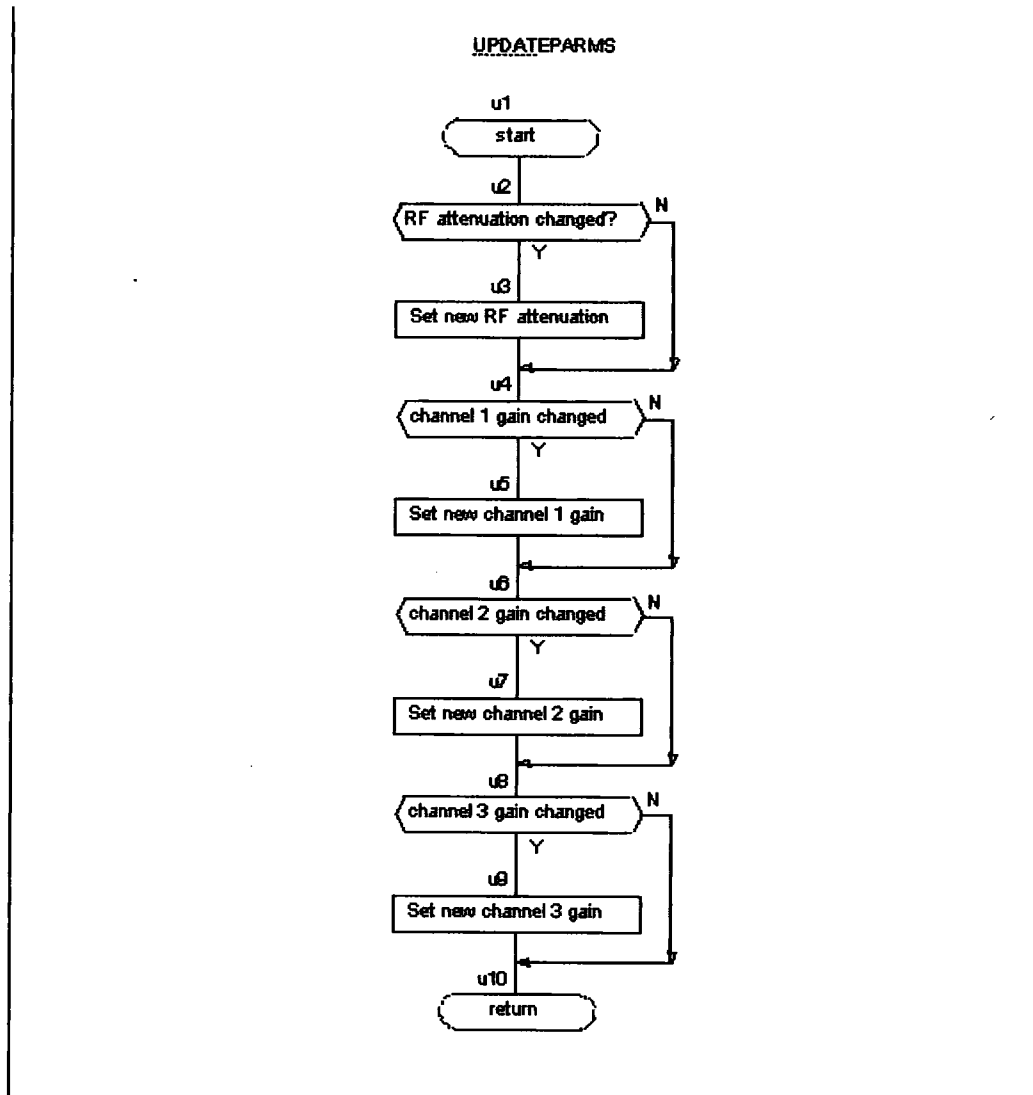 UPDATEPARMS
u1
start
u2
RF attenuation changed?
N
Y
u3
Set new RF attenuation
u4
channel 1 gain changed
N
Y
u5
Set new channel 1 gain
u6
channel 2 gain changed
N
Y
u7
Set new channel 2 gain
u8
channel 3 gain changed
N
Y
u9
Set new channel 3 gain
u10
return